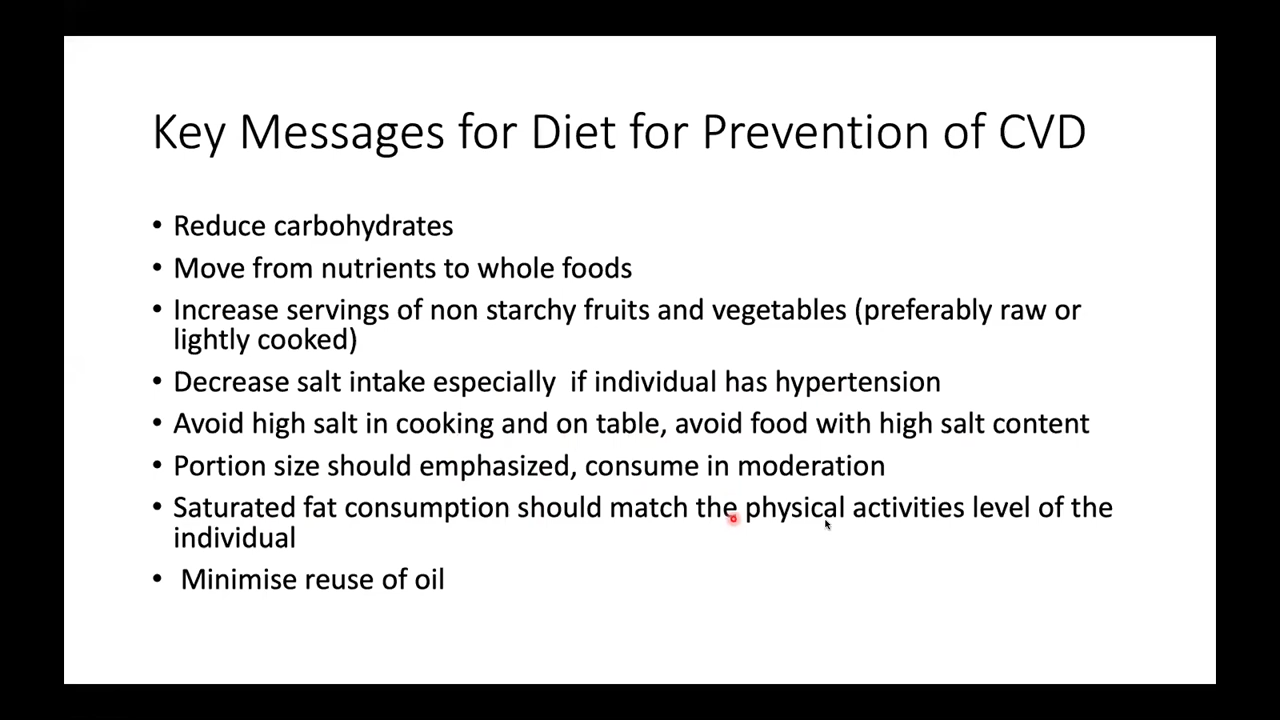 Key Messages for Diet for Prevention of CVD
• Reduce carbohydrates
• Move from nutrients to whole foods
• Increase servings of non starchy fruits and vegetables (preferably raw or
lightly cooked)
• Decrease salt intake especially  if individual has hypertension
• Avoid high salt in cooking and on table, avoid food with high salt content
• Portion size should emphasized, consume in moderation
• Saturated fat consumption should match the physical activities level of the
individual
•  Minimise reuse of oil